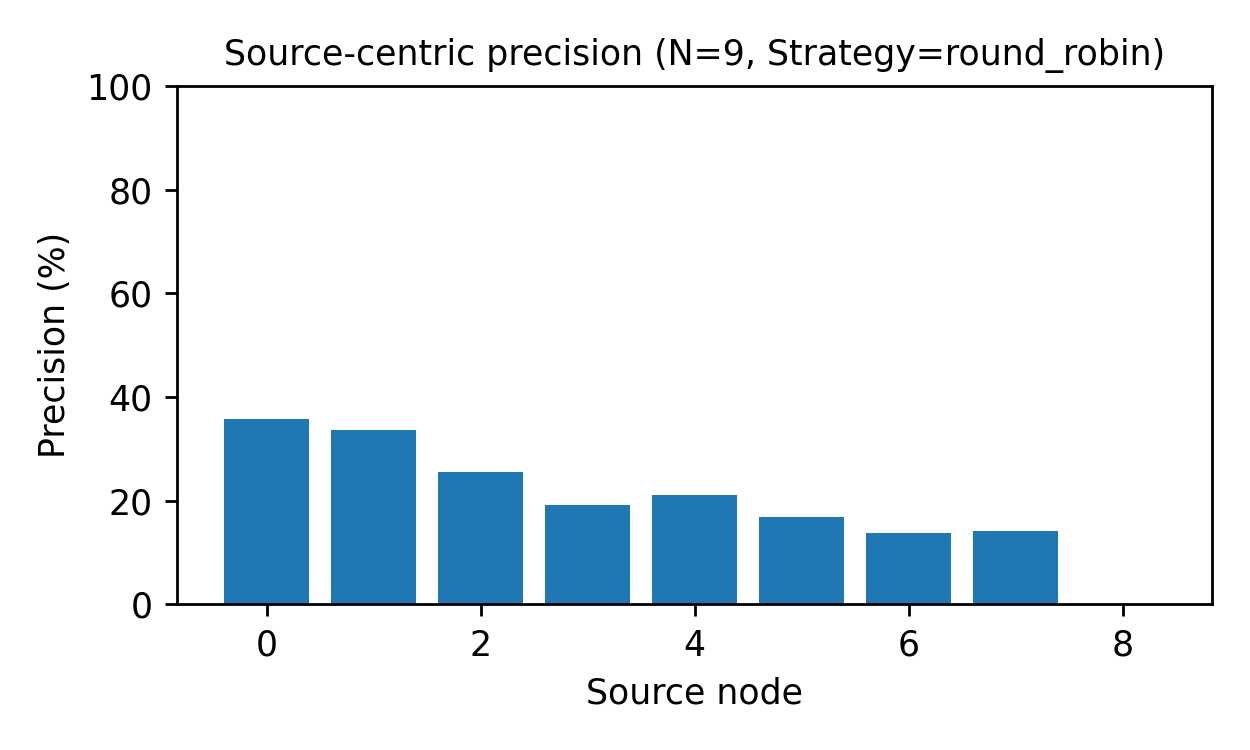 Source-centric precision (N=9, Strategy=round_robin)
100
80
60
40
20
0
Precision (%)
0 2 4 6 8
Source node